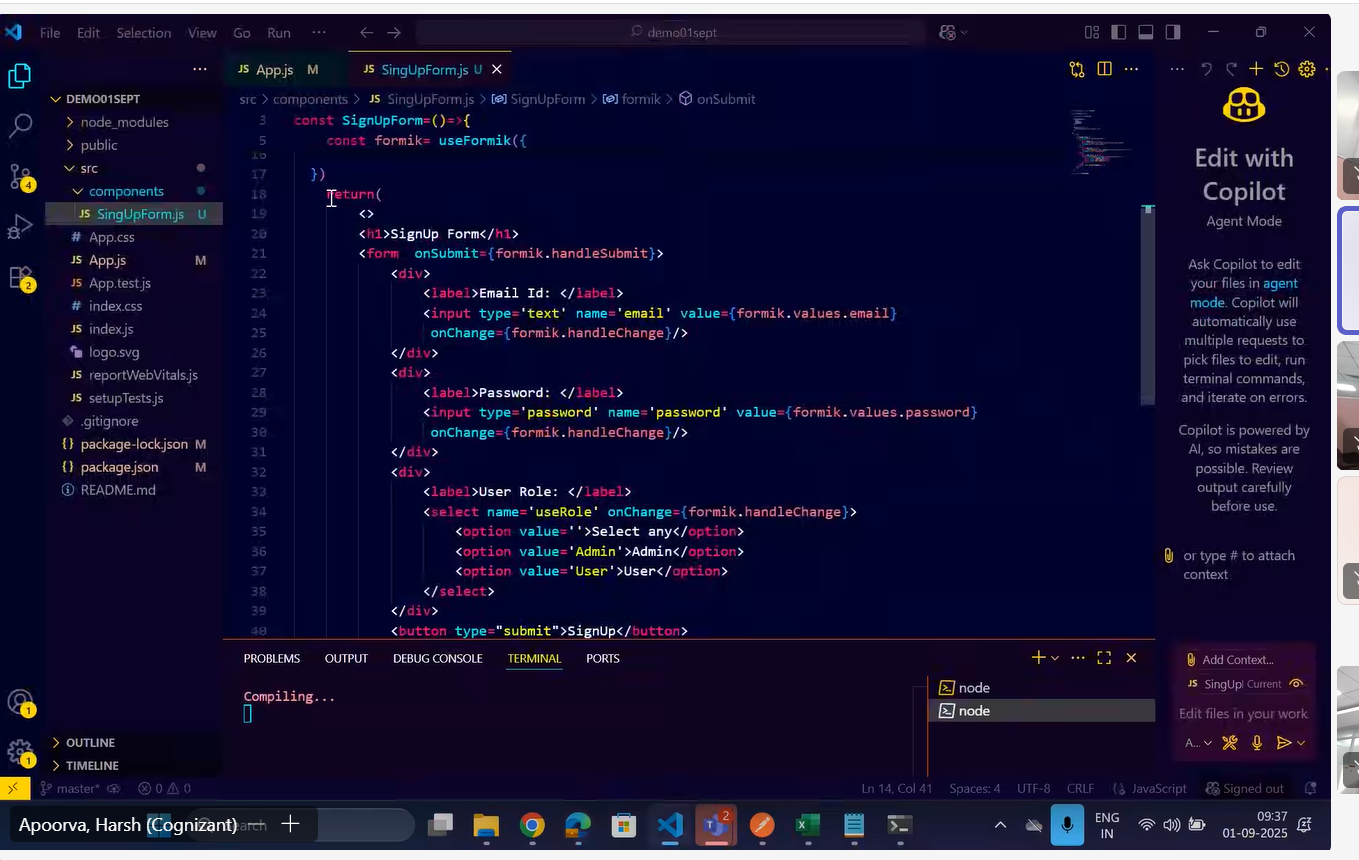 File Edit Selection View Go Run ··· demo01sept
JS App.js M JS SingUpForm.js U
src > components > JS SingUpForm.js > SignUpForm > formik > onSubmit
DEMO01SEPT
node_modules
public
src
components
JS SingUpForm.js U
# App.css
JS App.js M
JS App.test.js
# index.css
JS index.js
logo.svg
JS reportWebVitals.js
JS setupTests.js
.gitignore
{} package-lock.json M
{} package.json M
README.md
OUTLINE
TIMELINE
4
2
1
1
3 const SignUpForm=()=>{
5 const formik= useFormik({
16
17 })
18 return(
19 <>
20 <h1>SignUp Form</h1>
21 <form onSubmit={formik.handleSubmit}>
22 <div>
23 <label>Email Id: </label>
24 <input type='text' name='email' value={formik.values.email}
25 onChange={formik.handleChange}/>
26 </div>
27 <div>
28 <label>Password: </label>
29 <input type='password' name='password' value={formik.values.password}
30 onChange={formik.handleChange}/>
31 </div>
32 <div>
33 <label>User Role: </label>
34 <select name='useRole' onChange={formik.handleChange}>
35 <option value=''>Select any</option>
36 <option value='Admin'>Admin</option>
37 <option value='User'>User</option>
38 </select>
39 </div>
40 <button type="submit">SignUp</button>
PROBLEMS OUTPUT DEBUG CONSOLE TERMINAL PORTS
Compiling...
node
node
Edit with
Copilot
Agent Mode
Ask Copilot to edit
your files in agent
mode. Copilot will
automatically use
multiple requests to
pick files to edit, run
terminal commands,
and iterate on errors.
Copilot is powered by
AI, so mistakes are
possible. Review
output carefully
before use.
or type # to attach
context
Add Context...
JS SingUpl Current
Edit files in your work
A...
master* 0 0 Ln 14, Col 41 Spaces: 4 UTF-8 CRLF {} JavaScript Signed out
Apoorva, Harsh (Cognizant) Search
2
ENG
IN
09:37
01-09-2025